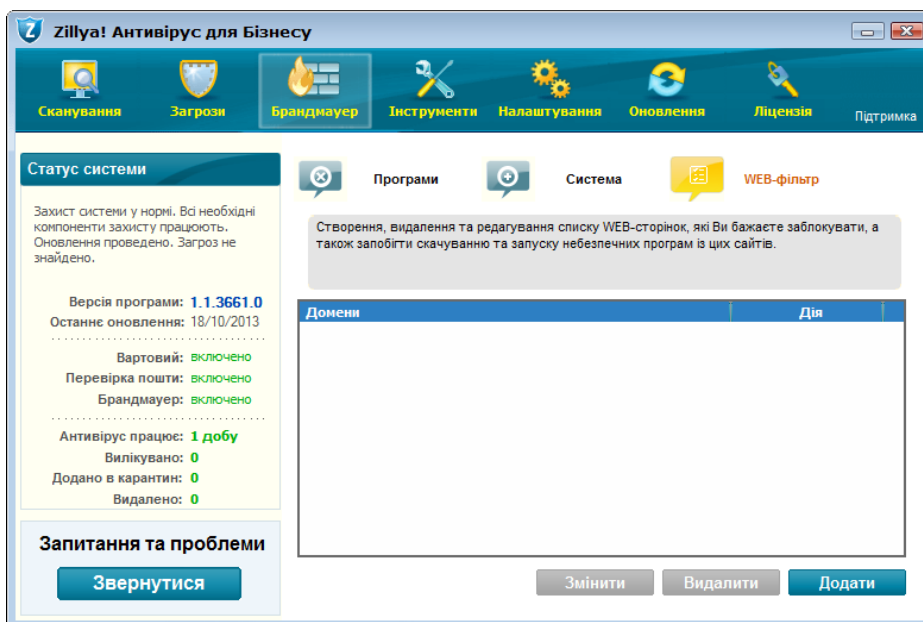 Zillya! Антивірус для Бізнесу
Сканування
Загрози
Брандмауер
Інструменти
Налаштування
Оновлення
Ліцензія
Підтримка
Статус системи
Захист системи у нормі. Всі необхідні
компоненти захисту працюють.
Оновлення проведено. Загроз не
знайдено.
Версія програми: 1.1.3661.0
Останнє оновлення: 18/10/2013
Вартовий: включено
Перевірка пошти: включено
Брандмауер: включено
Антивірус працює: 1 добу
Вилікувано: 0
Додано в карантин: 0
Видалено: 0
Запитання та проблеми
Звернутися
Програми
Система
WEB-фільтр
Створення, видалення та редагування списку WEB-сторінок, які Ви бажаєте заблокувати, а
також запобігти скачуванню та запуску небезпечних програм із цих сайтів.
Домени
Дія
Змінити
Видалити
Додати